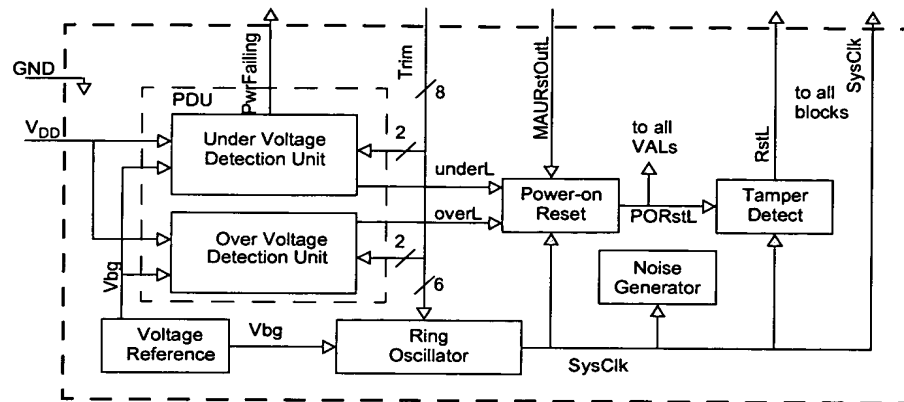 GND
V_DD
PDU
PwrFailing
Trim
8
MAURstOutL
RstL
to all
blocks
SysClk
Under Voltage
Detection Unit
2
underL
to all
VALs
Power-on
Reset
PORstL
Tamper
Detect
overL
Over Voltage
Detection Unit
2
6
Vbg
Noise
Generator
Voltage
Reference
Vbg
Ring
Oscillator
SysClk